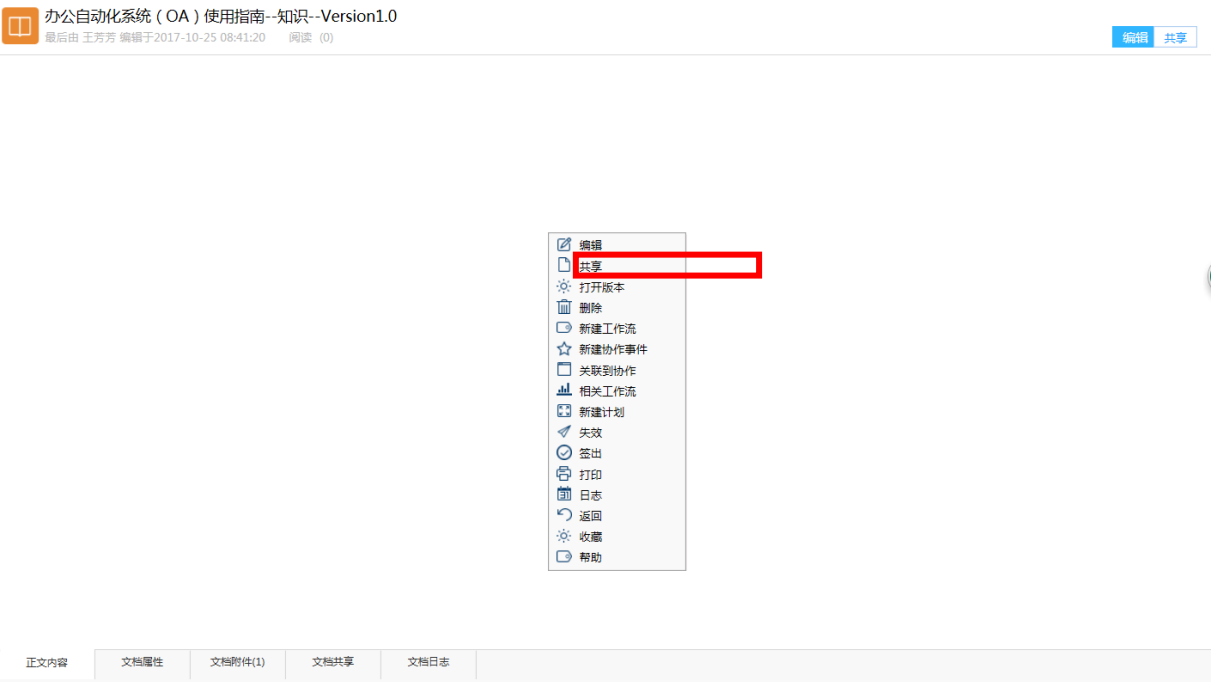 办公自动化系统（OA）使用指南--知识--Version1.0
最后由 王芳芳 编辑于2017-10-25 08:41:20 阅读 (0)
编辑 共享
编辑
共享
打开版本
删除
新建工作流
新建协作事件
关联到协作
相关工作流
新建计划
失效
签出
打印
日志
返回
收藏
帮助
正文内容 文档属性 文档附件(1) 文档共享 文档日志